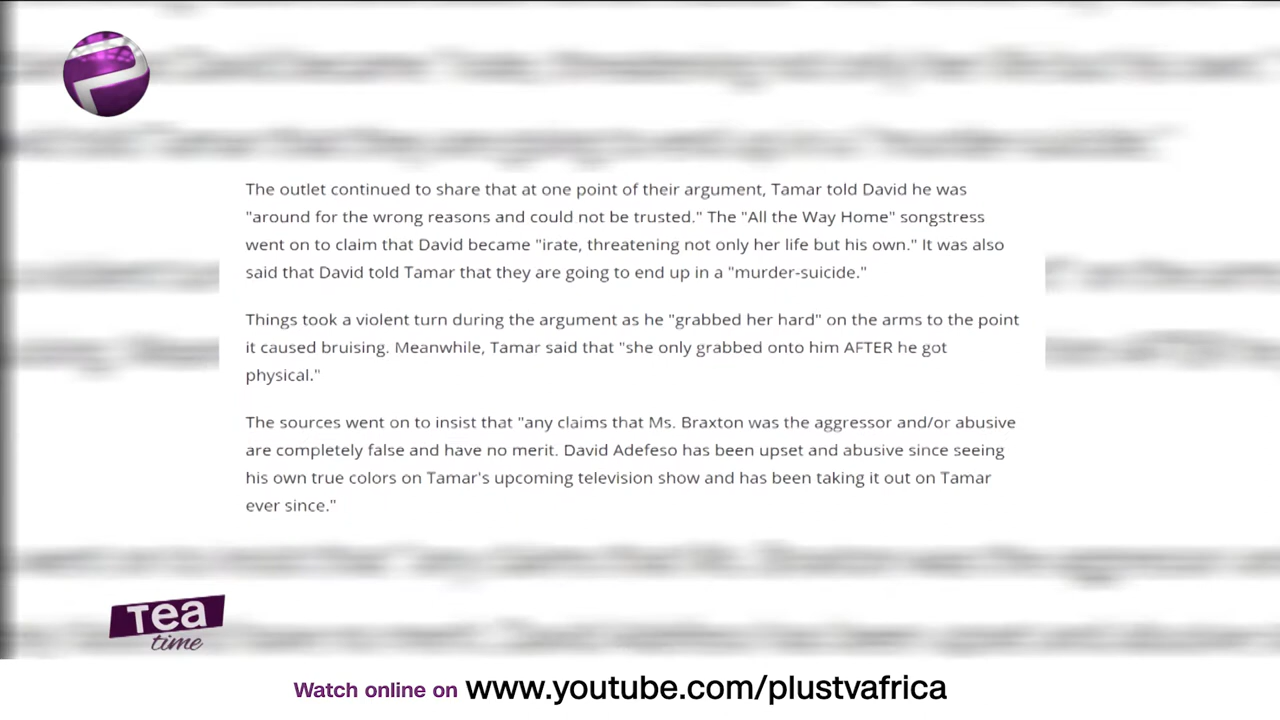 The outlet continued to share that at one point of their argument, Tamar told David he was
"around for the wrong reasons and could not be trusted." The "All the Way Home" songstress
went on to claim that David became "irate, threatening not only her life but his own." It was also
said that David told Tamar that they are going to end up in a "murder-suicide."
Things took a violent turn during the argument as he "grabbed her hard" on the arms to the point
it caused bruising. Meanwhile, Tamar said that "she only grabbed onto him AFTER he got
physical."
The sources went on to insist that "any claims that Ms. Braxton was the aggressor and/or abusive
are completely false and have no merit. David Adefeso has been upset and abusive since seeing
his own true colors on Tamar's upcoming television show and has been taking it out on Tamar
ever since."
Tea
time
Watch online on www.youtube.com/plustvafrica